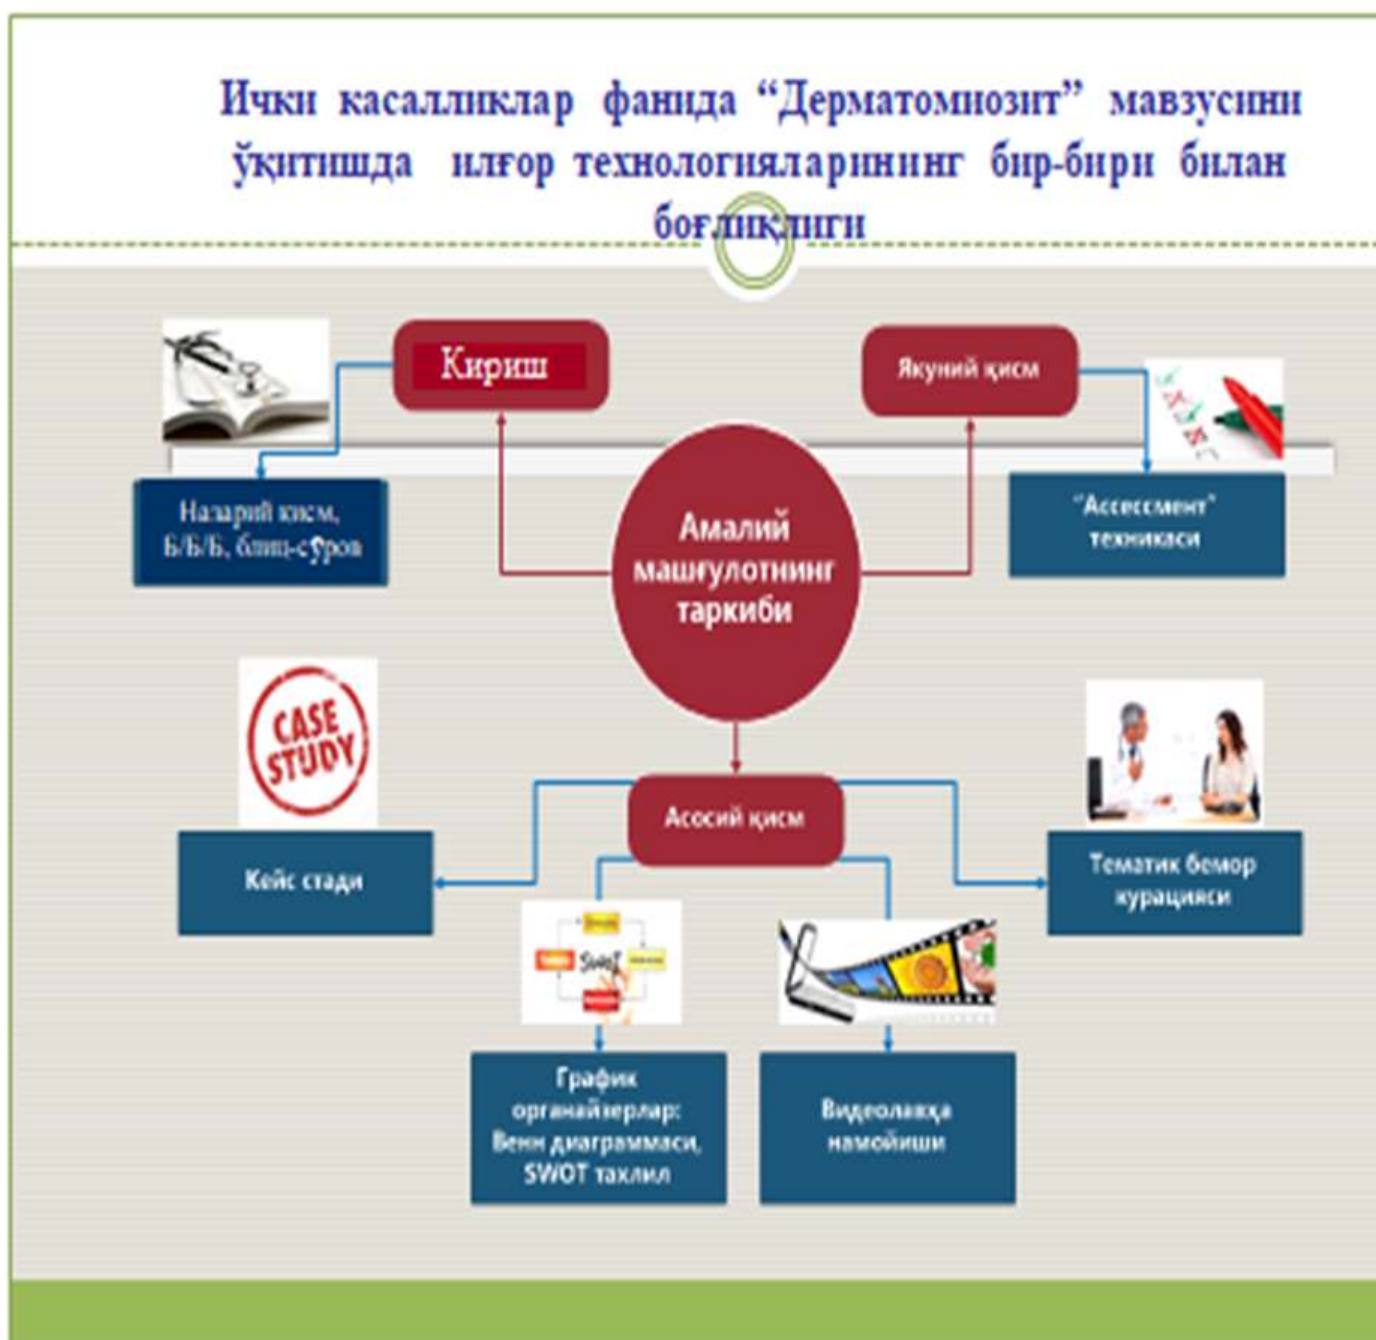 Ички касалликлар фанида “Дерматомиозит” мавзусини
ўқитишда илғор технологияларининг бир-бири билан
боғлиқлиги
Кириш
Якуний қисм
Назарий қисм,
Б/Б/Б, блиц-сўров
Амалий
машғулотнинг
таркиби
“Ассессмент”
техникаси
CASE
STUDY
Асосий қисм
Кейс стади
Тематик бемор
курацияси
SWOT
График
органайзерлар:
Венн диаграммаси,
SWOT тахлил
Видеолавҳа
намойиши